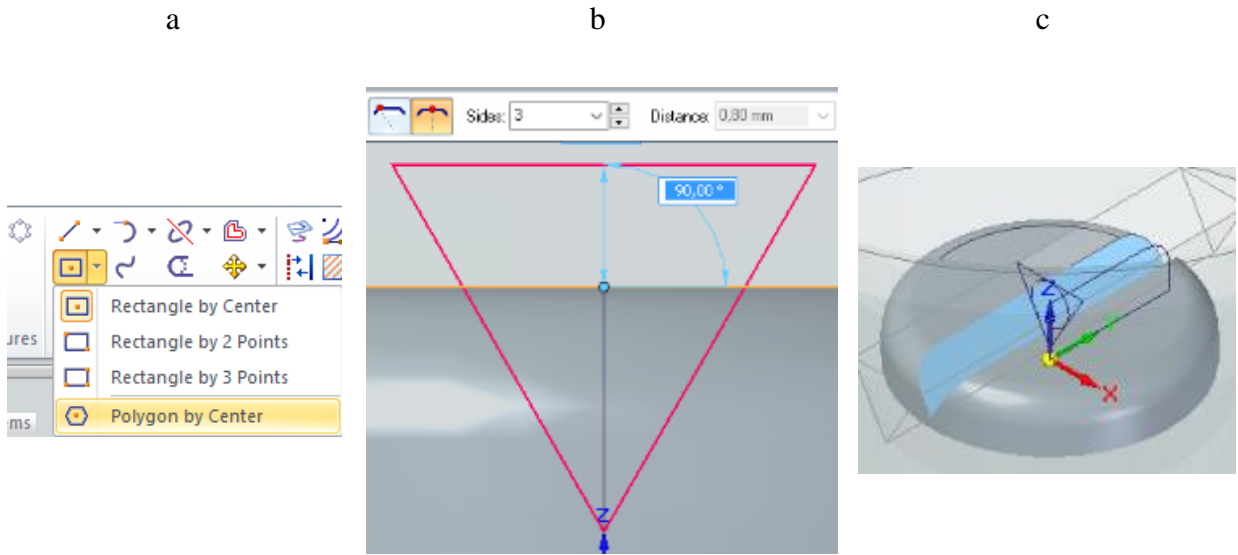 a b c
Sides: 3 Distance: 0,80 mm
90,00 °
Rectangle by Center
ures Rectangle by 2 Points
Rectangle by 3 Points
ems Polygon by Center
Z
Z Y
X